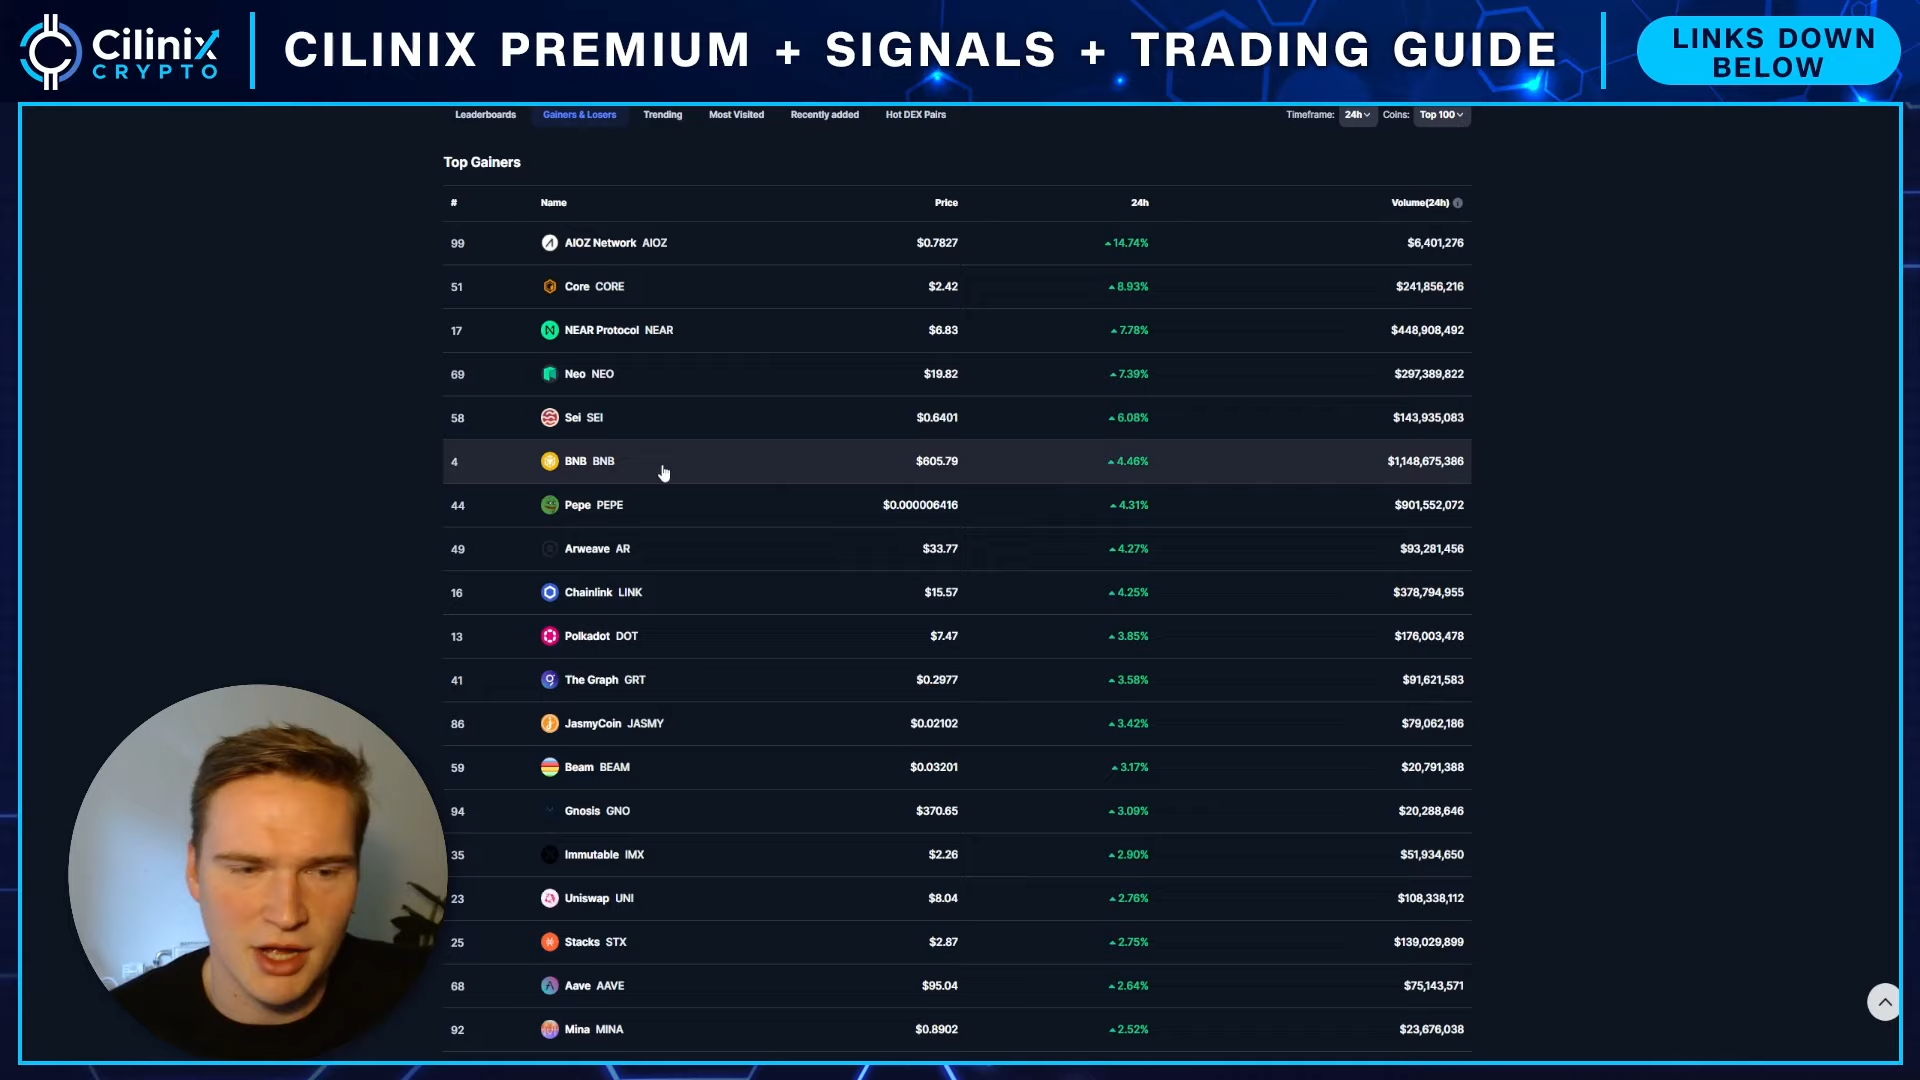 Cilinix CRYPTO
CILINIX PREMIUM + SIGNALS + TRADING GUIDE
LINKS DOWN BELOW
Leaderboards Gainers & Losers Trending Most Visited Recently added Hot DEX Pairs Timeframe: 24h Coins: Top 100
Top Gainers
# Name Price 24h Volume(24h)
99 AIOZ Network AIOZ $0.7827 14.74% $6,401,276
51 Core CORE $2.42 8.93% $241,856,216
17 NEAR Protocol NEAR $6.83 7.78% $448,908,492
69 Neo NEO $19.82 7.39% $297,389,822
58 Sei SEI $0.6401 6.08% $143,935,083
4 BNB BNB $605.79 4.46% $1,148,675,386
44 Pepe PEPE $0.000006416 4.31% $901,552,072
49 Arweave AR $33.77 4.27% $93,281,456
16 Chainlink LINK $15.57 4.25% $378,794,955
13 Polkadot DOT $7.47 3.85% $176,003,478
41 The Graph GRT $0.2977 3.58% $91,621,583
86 JasmyCoin JASMY $0.02102 3.42% $79,062,186
59 Beam BEAM $0.03201 3.17% $20,791,388
94 Gnosis GNO $370.65 3.09% $20,288,646
35 Immutable IMX $2.26 2.90% $51,934,650
23 Uniswap UNI $8.04 2.76% $108,338,112
25 Stacks STX $2.87 2.75% $139,029,899
68 Aave AAVE $95.04 2.64% $75,143,571
92 Mina MINA $0.8902 2.52% $23,676,038